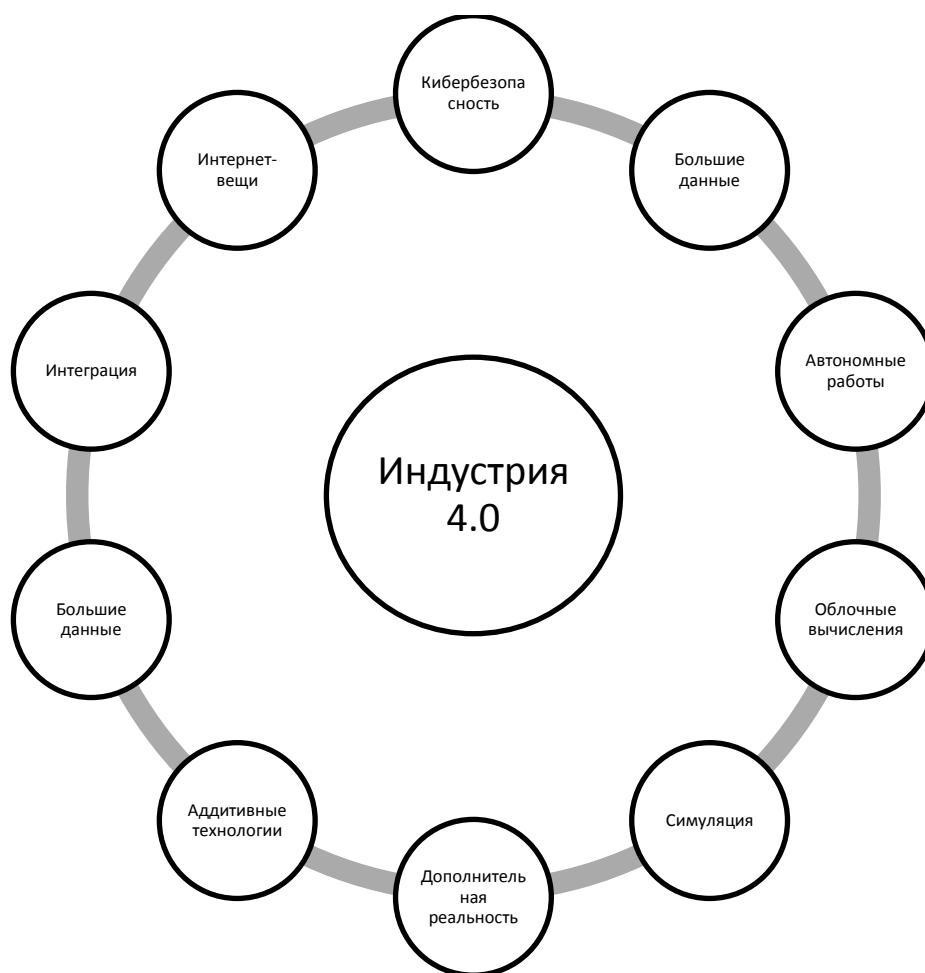 Кибербезопа
сность
Большие
данные
Автономные
работы
Облочные
вычисления
Симуляция
Дополнитель
ная
реальность
Аддитивные
технологии
Большие
данные
Интеграция
Интернет-
вещи
Индустрия
4.0